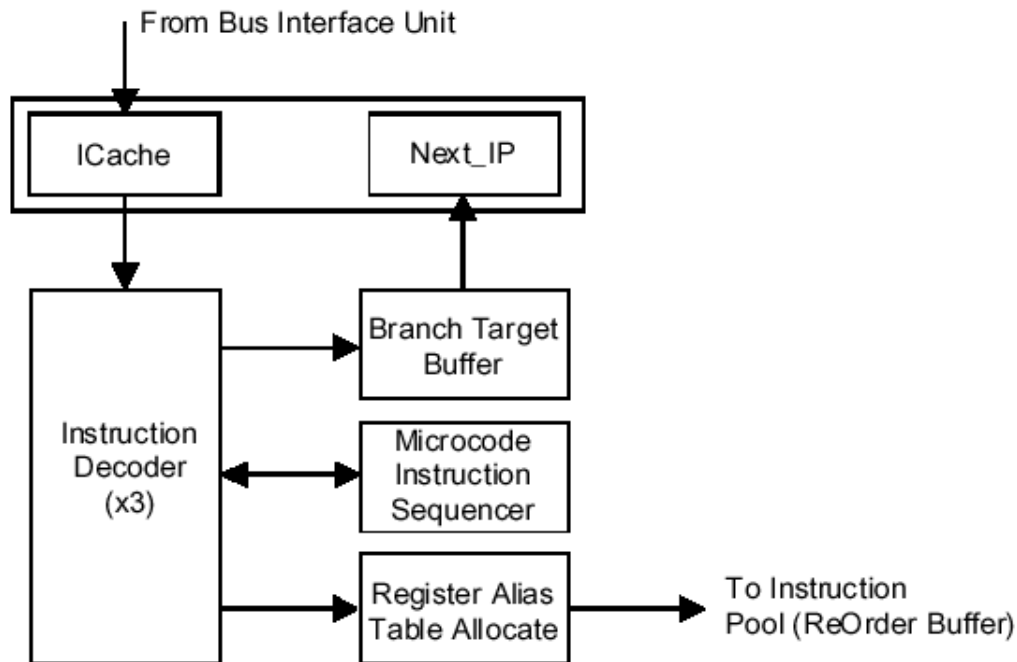 From Bus Interface Unit
ICache
Next_IP
Branch Target
Buffer
Instruction
Decoder
(x3)
Microcode
Instruction
Sequencer
Register Alias
Table Allocate
To Instruction
Pool (ReOrder Buffer)